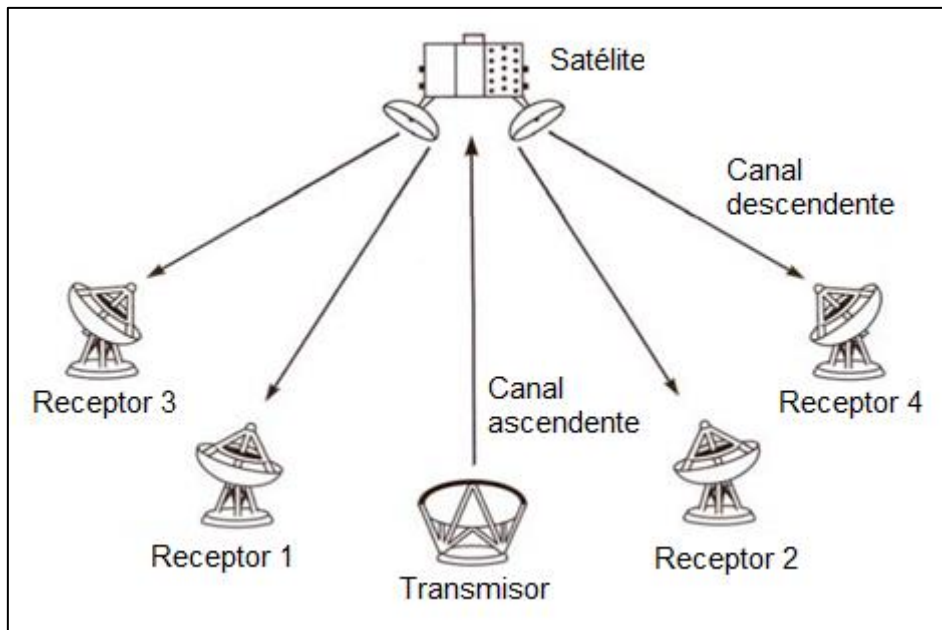 Satélite
Canal
descendente
Receptor 3
Canal
ascendente
Receptor 4
Receptor 1
Transmisor
Receptor 2